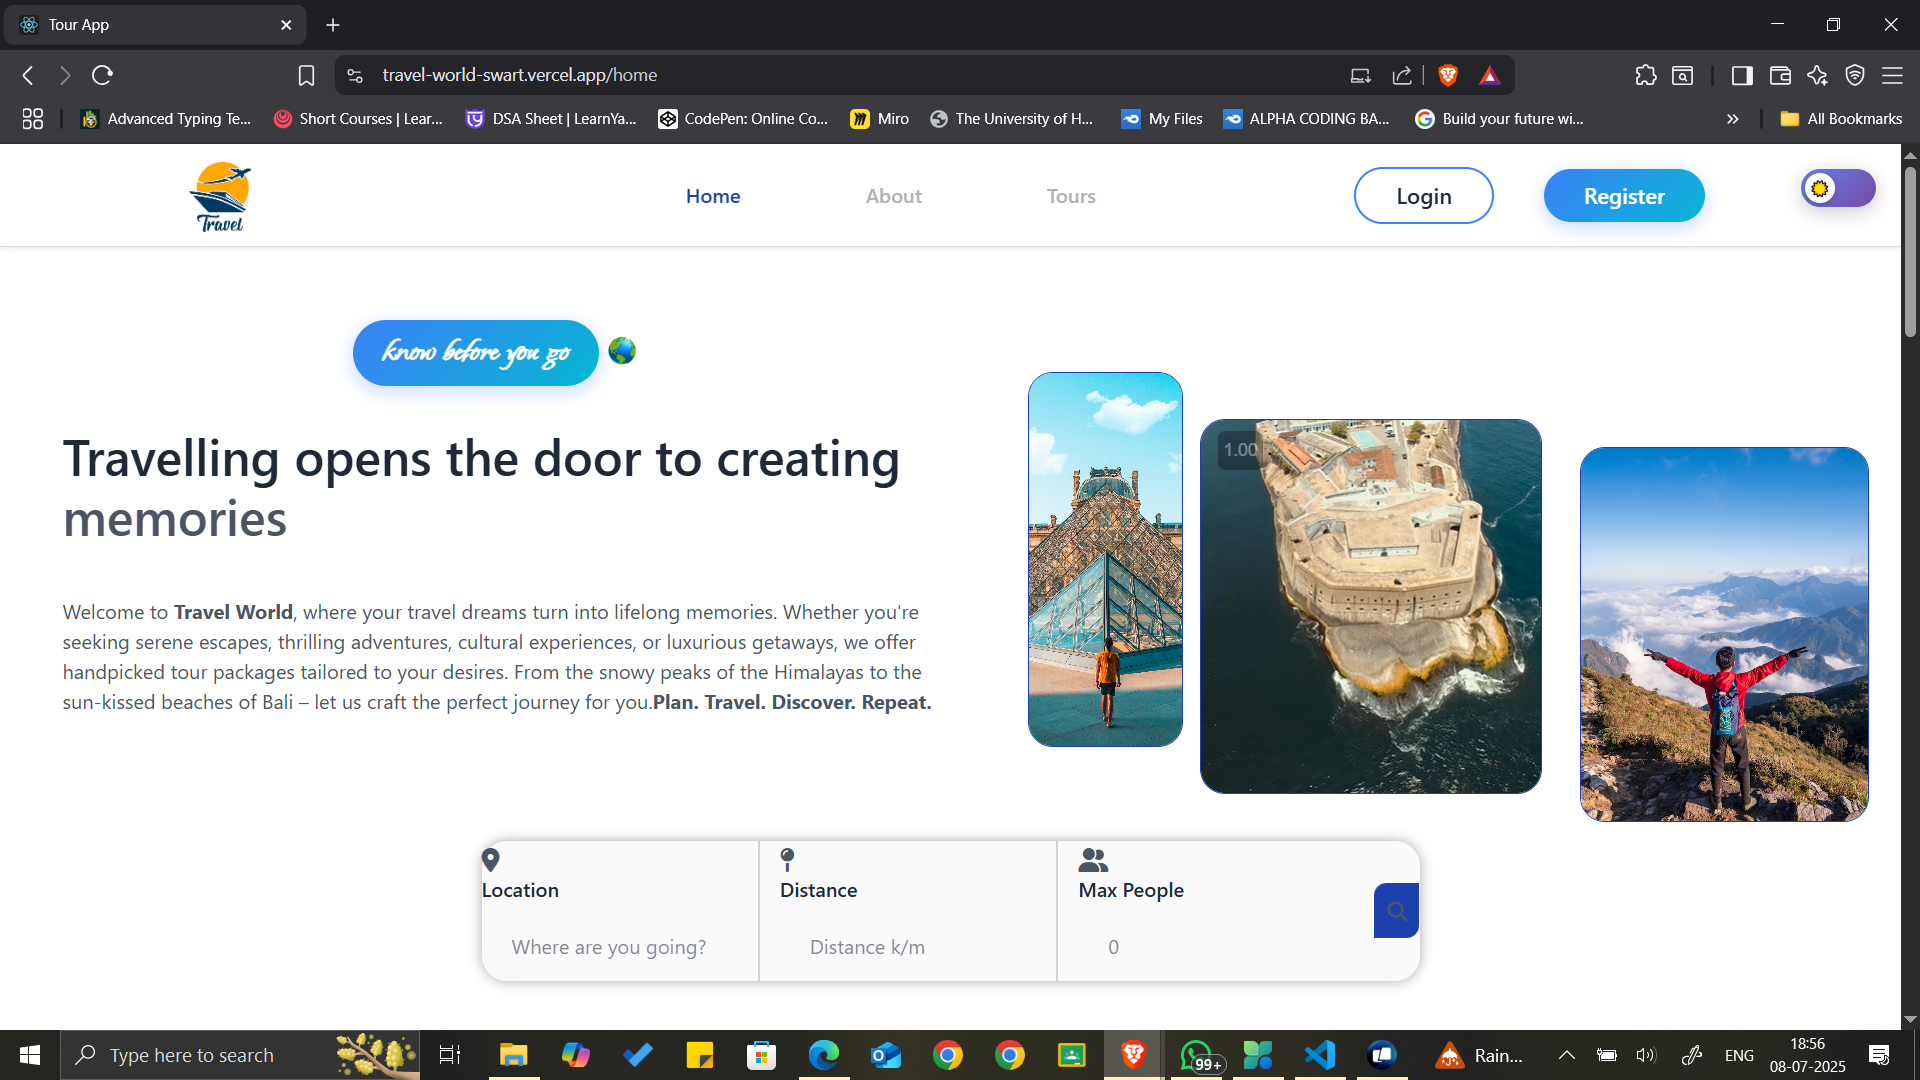 Tour App
travel-world-swart.vercel.app/home
Advanced Typing Te...
Short Courses | Lear...
DSA Sheet | LearnYa...
CodePen: Online Co...
Miro
The University of H...
My Files
ALPHA CODING BA...
Build your future wi...
All Bookmarks
Travel
Home
About
Tours
Login
Register
know before you go
Travelling opens the door to creating
memories
1.00
Welcome to Travel World, where your travel dreams turn into lifelong memories. Whether you're
seeking serene escapes, thrilling adventures, cultural experiences, or luxurious getaways, we offer
handpicked tour packages tailored to your desires. From the snowy peaks of the Himalayas to the
sun-kissed beaches of Bali – let us craft the perfect journey for you.Plan. Travel. Discover. Repeat.
Location
Where are you going?
Distance
Distance k/m
Max People
0
Type here to search
99+
Rain...
ENG
18:56
08-07-2025